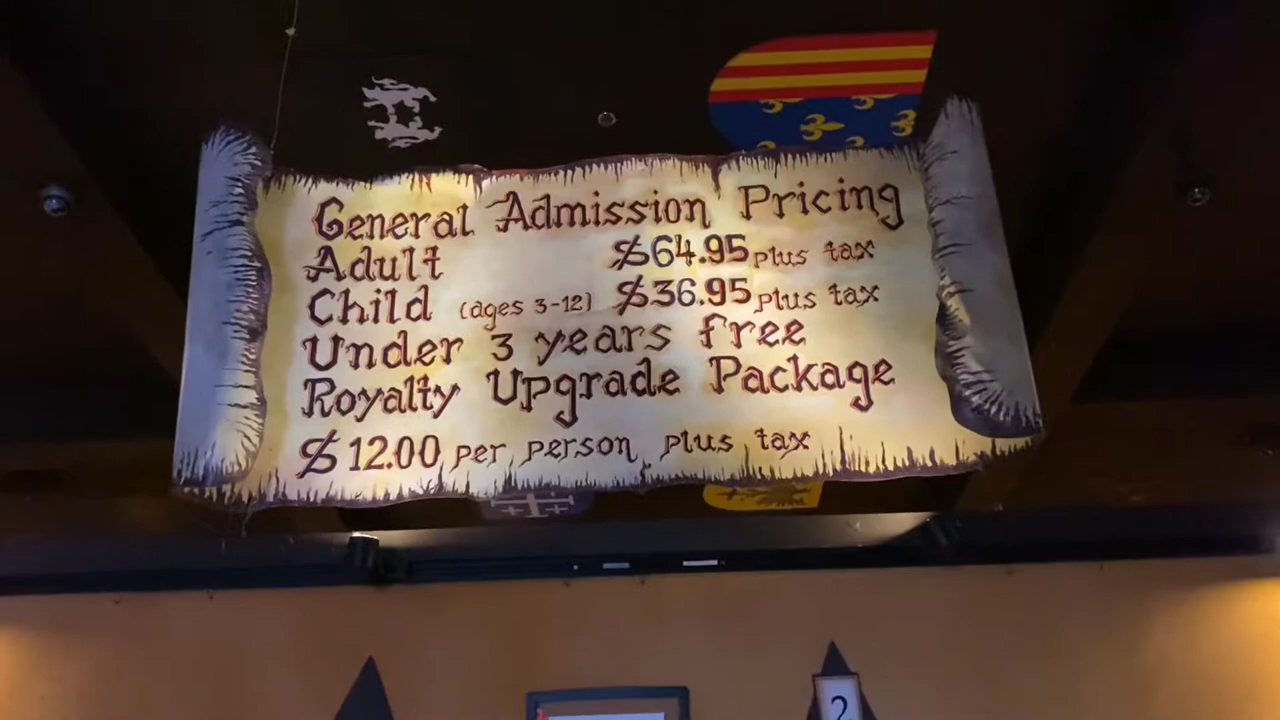 General Admission Pricing
Adult $64.95 plus tax
Child (ages 3-12) $36.95 plus tax
Under 3 years free
Royalty Upgrade Package
$12.00 per person plus tax
2